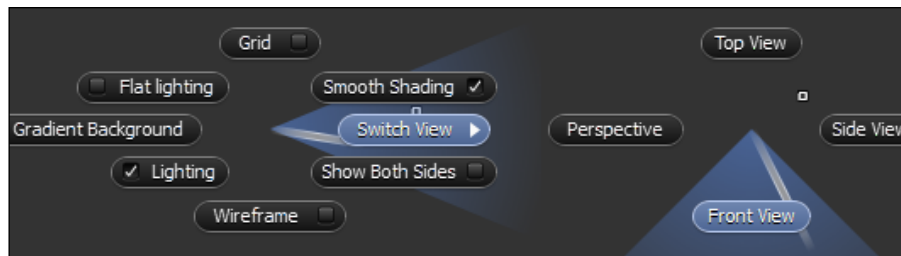 Grid
Top View
Flat lighting
Smooth Shading
Gradient Background
Switch View
Perspective
Side View
Lighting
Show Both Sides
Wireframe
Front View